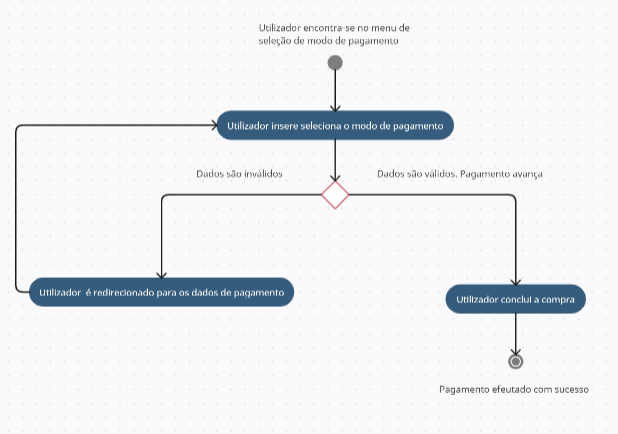 Utilizador encontra-se no menu de
seleção de modo de pagamento
Utilizador insere seleciona o modo de pagamento
Dados são inválidos
Dados são válidos. Pagamento avança
Utilizador é redirecionado para os dados de pagamento
Utilizador conclui a compra
Pagamento efeutado com sucesso